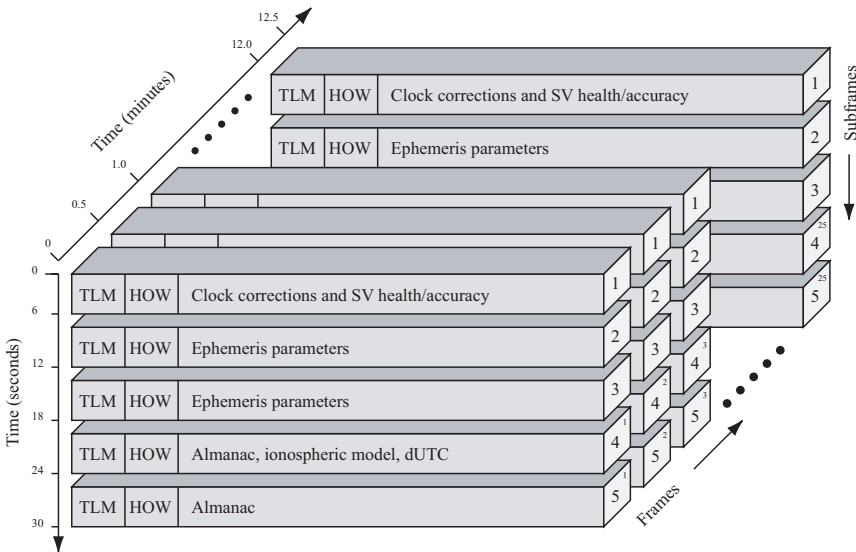 12.5
12.0
Time (minutes)
1.0
0.5
0
TLM HOW Clock corrections and SV health/accuracy 1
TLM HOW Ephemeris parameters 2
3
4 25
5 25
Subframes
1
2
3
4 3
5 3
1
2
3
4 2
5 2
0
6
12
18
24
30
Time (seconds)
TLM HOW Clock corrections and SV health/accuracy 1
TLM HOW Ephemeris parameters 2
TLM HOW Ephemeris parameters 3
TLM HOW Almanac, ionospheric model, dUTC 4 1
TLM HOW Almanac 5 1
Frames